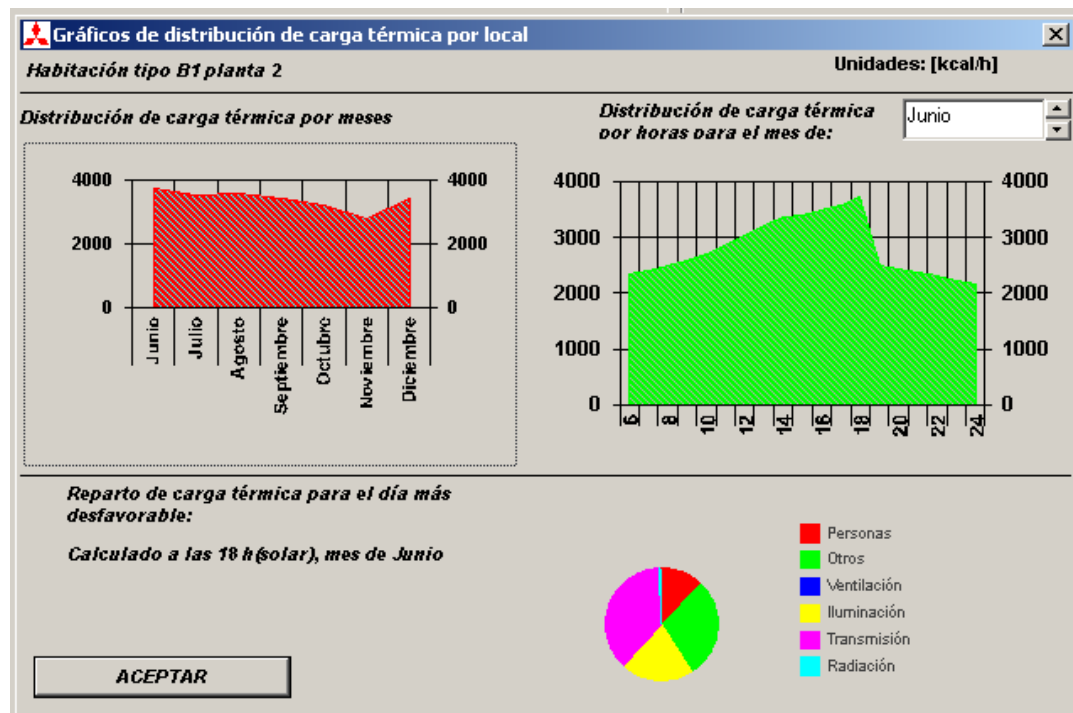 Gráficos de distribución de carga térmica por local
Habitación tipo B1 planta 2
Unidades: [kcal/h]
Distribución de carga térmica por meses
Distribución de carga térmica
por horas para el mes de:
Junio
4000
4000
2000
2000
0
0
Junio
Julio
Agosto
Septiembre
Octubre
Noviembre
Diciembre
4000
4000
3000
3000
2000
2000
1000
1000
0
0
6
8
10
12
14
16
18
20
22
24
Reparto de carga térmica para el día más
desfavorable:
Calculado a las 18 h(solar), mes de Junio
Personas
Otros
Ventilación
Iluminación
Transmisión
Radiación
ACEPTAR